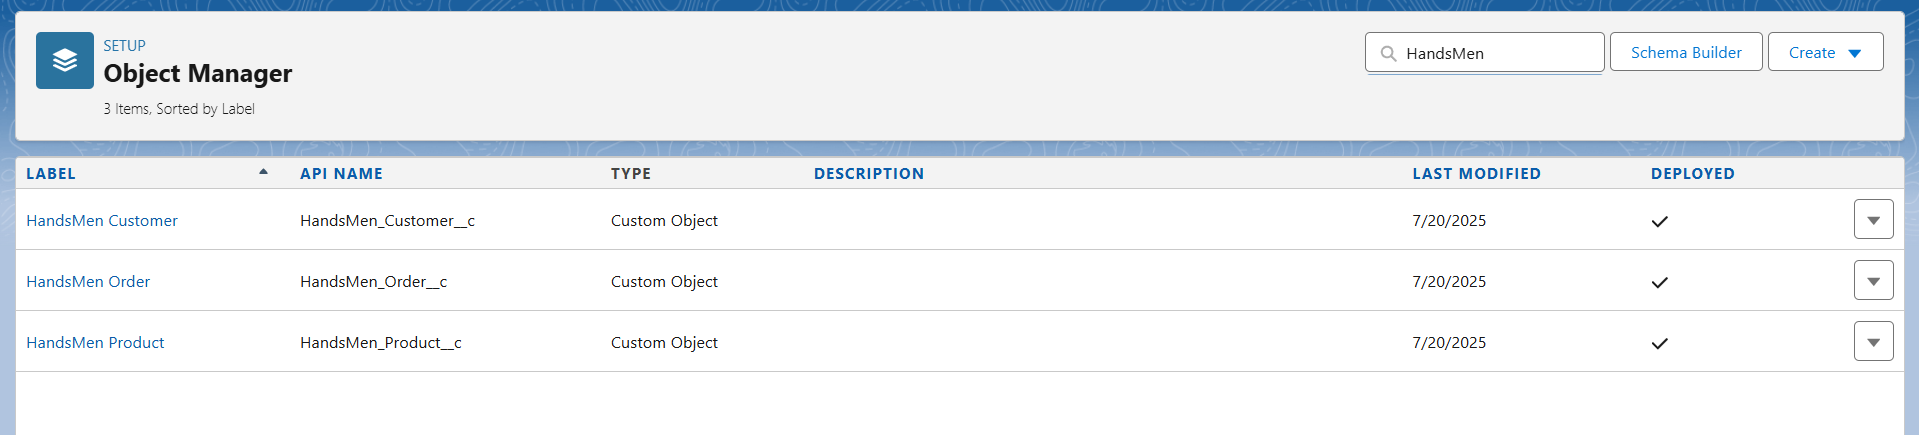 SETUP
Object Manager
3 Items, Sorted by Label
HandsMen
Schema Builder
Create
LABEL API NAME TYPE DESCRIPTION LAST MODIFIED DEPLOYED
HandsMen Customer HandsMen_Customer__c Custom Object 7/20/2025
HandsMen Order HandsMen_Order__c Custom Object 7/20/2025
HandsMen Product HandsMen_Product__c Custom Object 7/20/2025